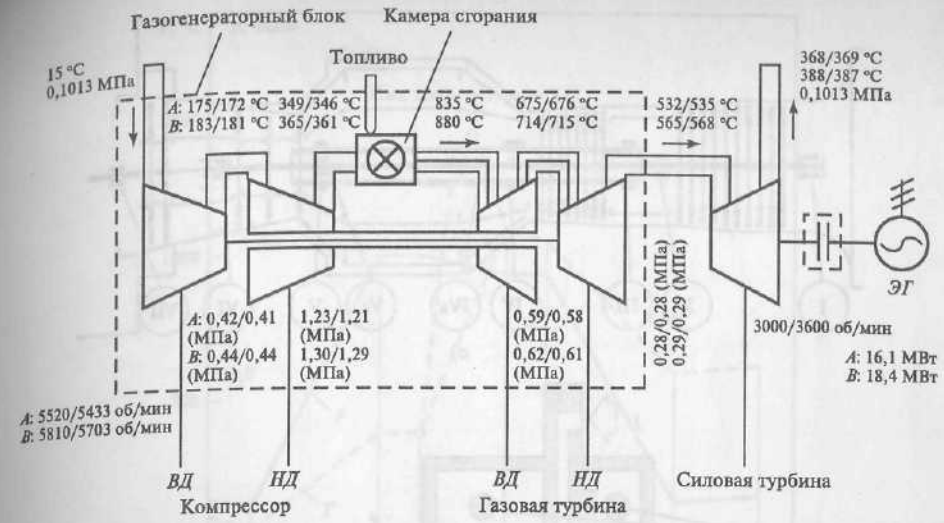 Газогенераторный блок
Камера сгорания
Топливо
15 °C
0,1013 МПа
A: 175/172 °C
B: 183/181 °C
349/346 °C
365/361 °C
835 °C
880 °C
675/676 °C
714/715 °C
532/535 °C
565/568 °C
368/369 °C
388/387 °C
0,1013 МПа
ЭГ
A: 0,42/0,41
(МПа)
B: 0,44/0,44
(МПа)
1,23/1,21
(МПа)
1,30/1,29
(МПа)
0,59/0,58
(МПа)
0,62/0,61
(МПа)
0,28/0,28 (МПа)
0,29/0,29 (МПа)
3000/3600 об/мин
A: 16,1 МВт
B: 18,4 МВт
A: 5520/5433 об/мин
B: 5810/5703 об/мин
ВД
НД
Компрессор
ВД
НД
Газовая турбина
Силовая турбина